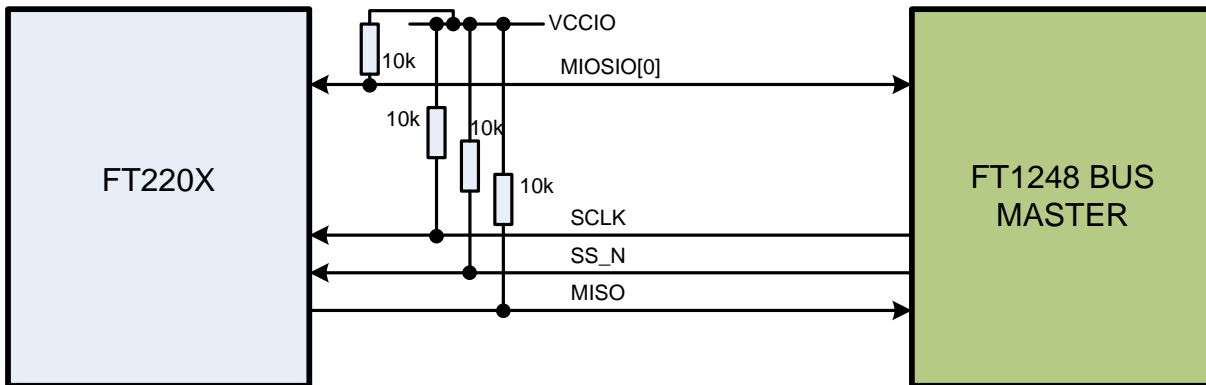 VCCIO
10k
MIOSIO[0]
10k
10k
FT220X
10k
FT1248 BUS
MASTER
SCLK
SS_N
MISO